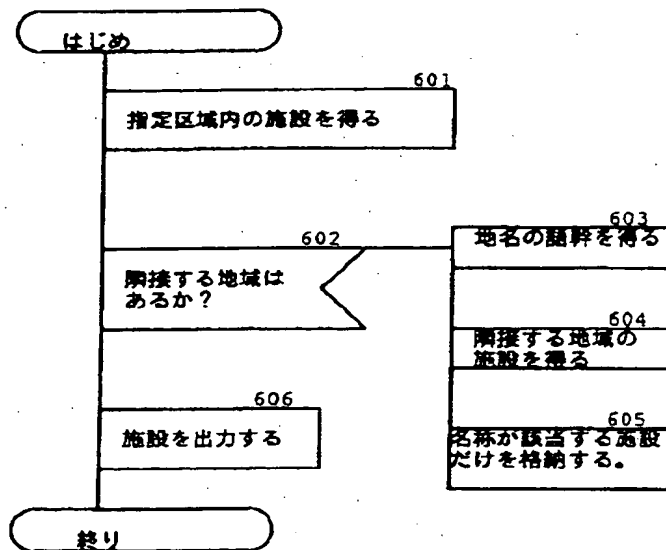 はじめ
601
指定区域内の施設を得る
602
隣接する地域は
あるか？
603
地名の語幹を得る
604
隣接する地域の
施設を得る
605
名称が該当する施設
だけを格納する。
606
施設を出力する
終り